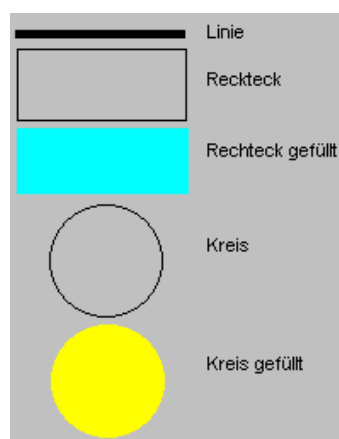 Linie
Reckteck
Rechteck gefüllt
Kreis
Kreis gefüllt